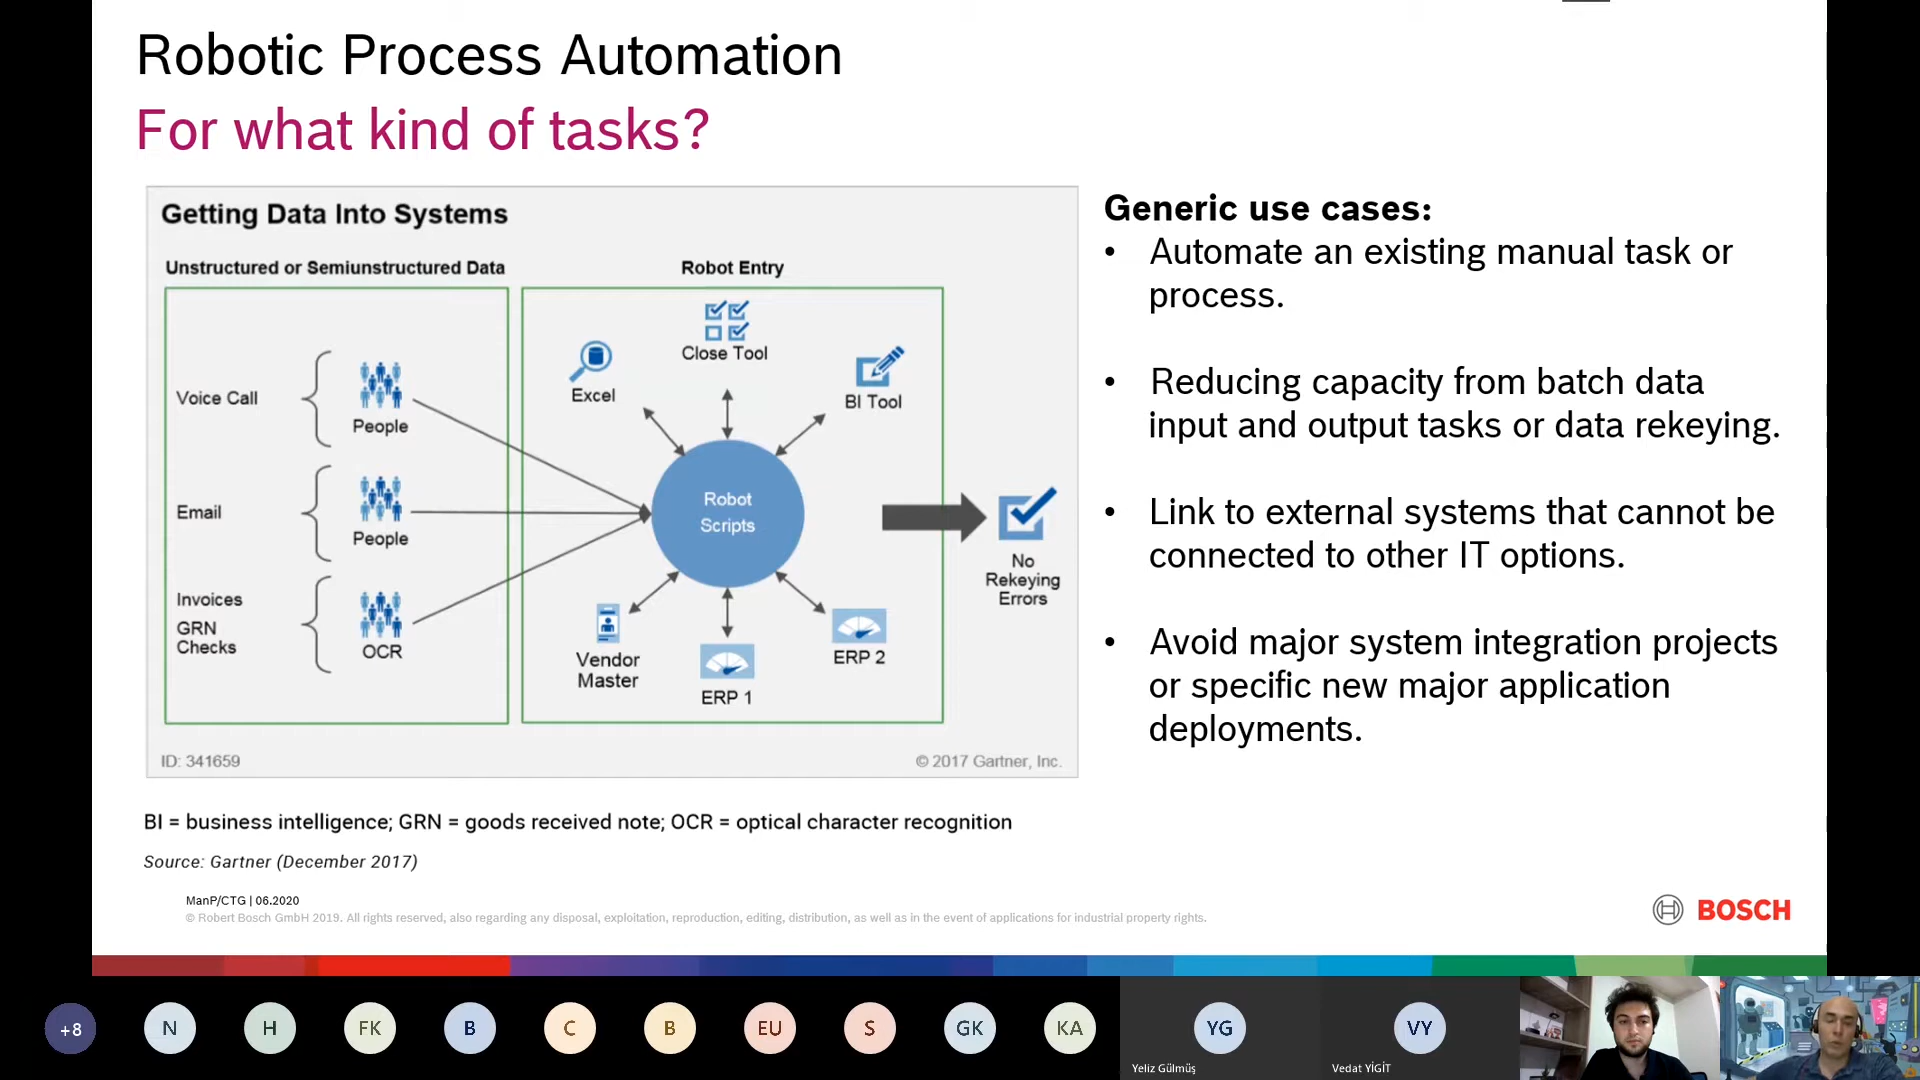 Robotic Process Automation
For what kind of tasks?
Getting Data Into Systems
Unstructured or Semiunstructured Data
Robot Entry
Voice Call
People
Email
People
Invoices
GRN
Checks
OCR
Excel
Close Tool
BI Tool
Robot
Scripts
Vendor
Master
ERP 1
ERP 2
No
Rekeying
Errors
ID: 341659
© 2017 Gartner, Inc.
BI = business intelligence; GRN = goods received note; OCR = optical character recognition
Source: Gartner (December 2017)
Generic use cases:
• Automate an existing manual task or
process.
• Reducing capacity from batch data
input and output tasks or data rekeying.
• Link to external systems that cannot be
connected to other IT options.
• Avoid major system integration projects
or specific new major application
deployments.
ManP/CTG | 06.2020
© Robert Bosch GmbH 2019. All rights reserved, also regarding any disposal, exploitation, reproduction, editing, distribution, as well as in the event of applications for industrial property rights.
BOSCH
+8
N
H
FK
B
C
B
EU
S
GK
KA
YG
Yeliz Gülmüş
VY
Vedat YİGİT